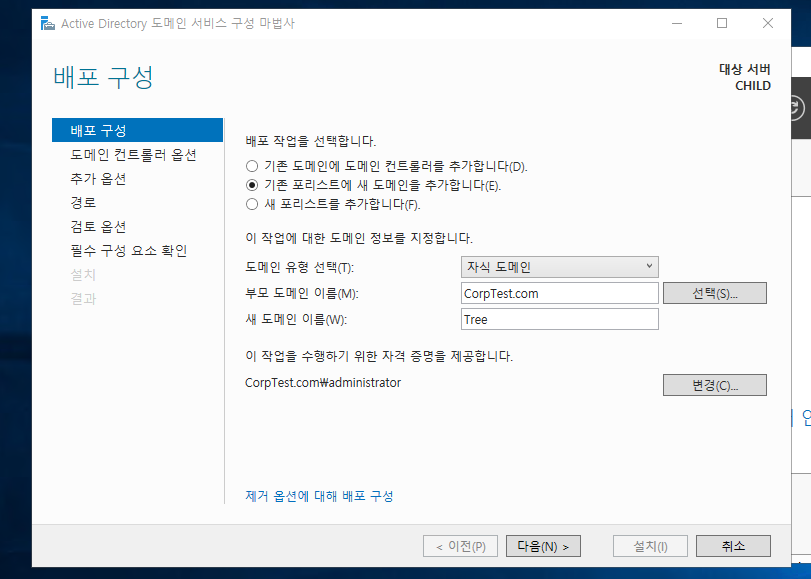 Active Directory 도메인 서비스 구성 마법사
배포 구성
대상 서버
CHILD
배포 구성
도메인 컨트롤러 옵션
추가 옵션
경로
검토 옵션
필수 구성 요소 확인
설치
결과
배포 작업을 선택합니다.
기존 도메인에 도메인 컨트롤러를 추가합니다(D).
기존 포리스트에 새 도메인을 추가합니다(E).
새 포리스트를 추가합니다(F).
이 작업에 대한 도메인 정보를 지정합니다.
도메인 유형 선택(T): 자식 도메인
부모 도메인 이름(M): CorpTest.com 선택(S)...
새 도메인 이름(W): Tree
이 작업을 수행하기 위한 자격 증명을 제공합니다.
CorpTest.com₩administrator 변경(C)...
제거 옵션에 대해 배포 구성
< 이전(P) 다음(N) > 설치(I) 취소